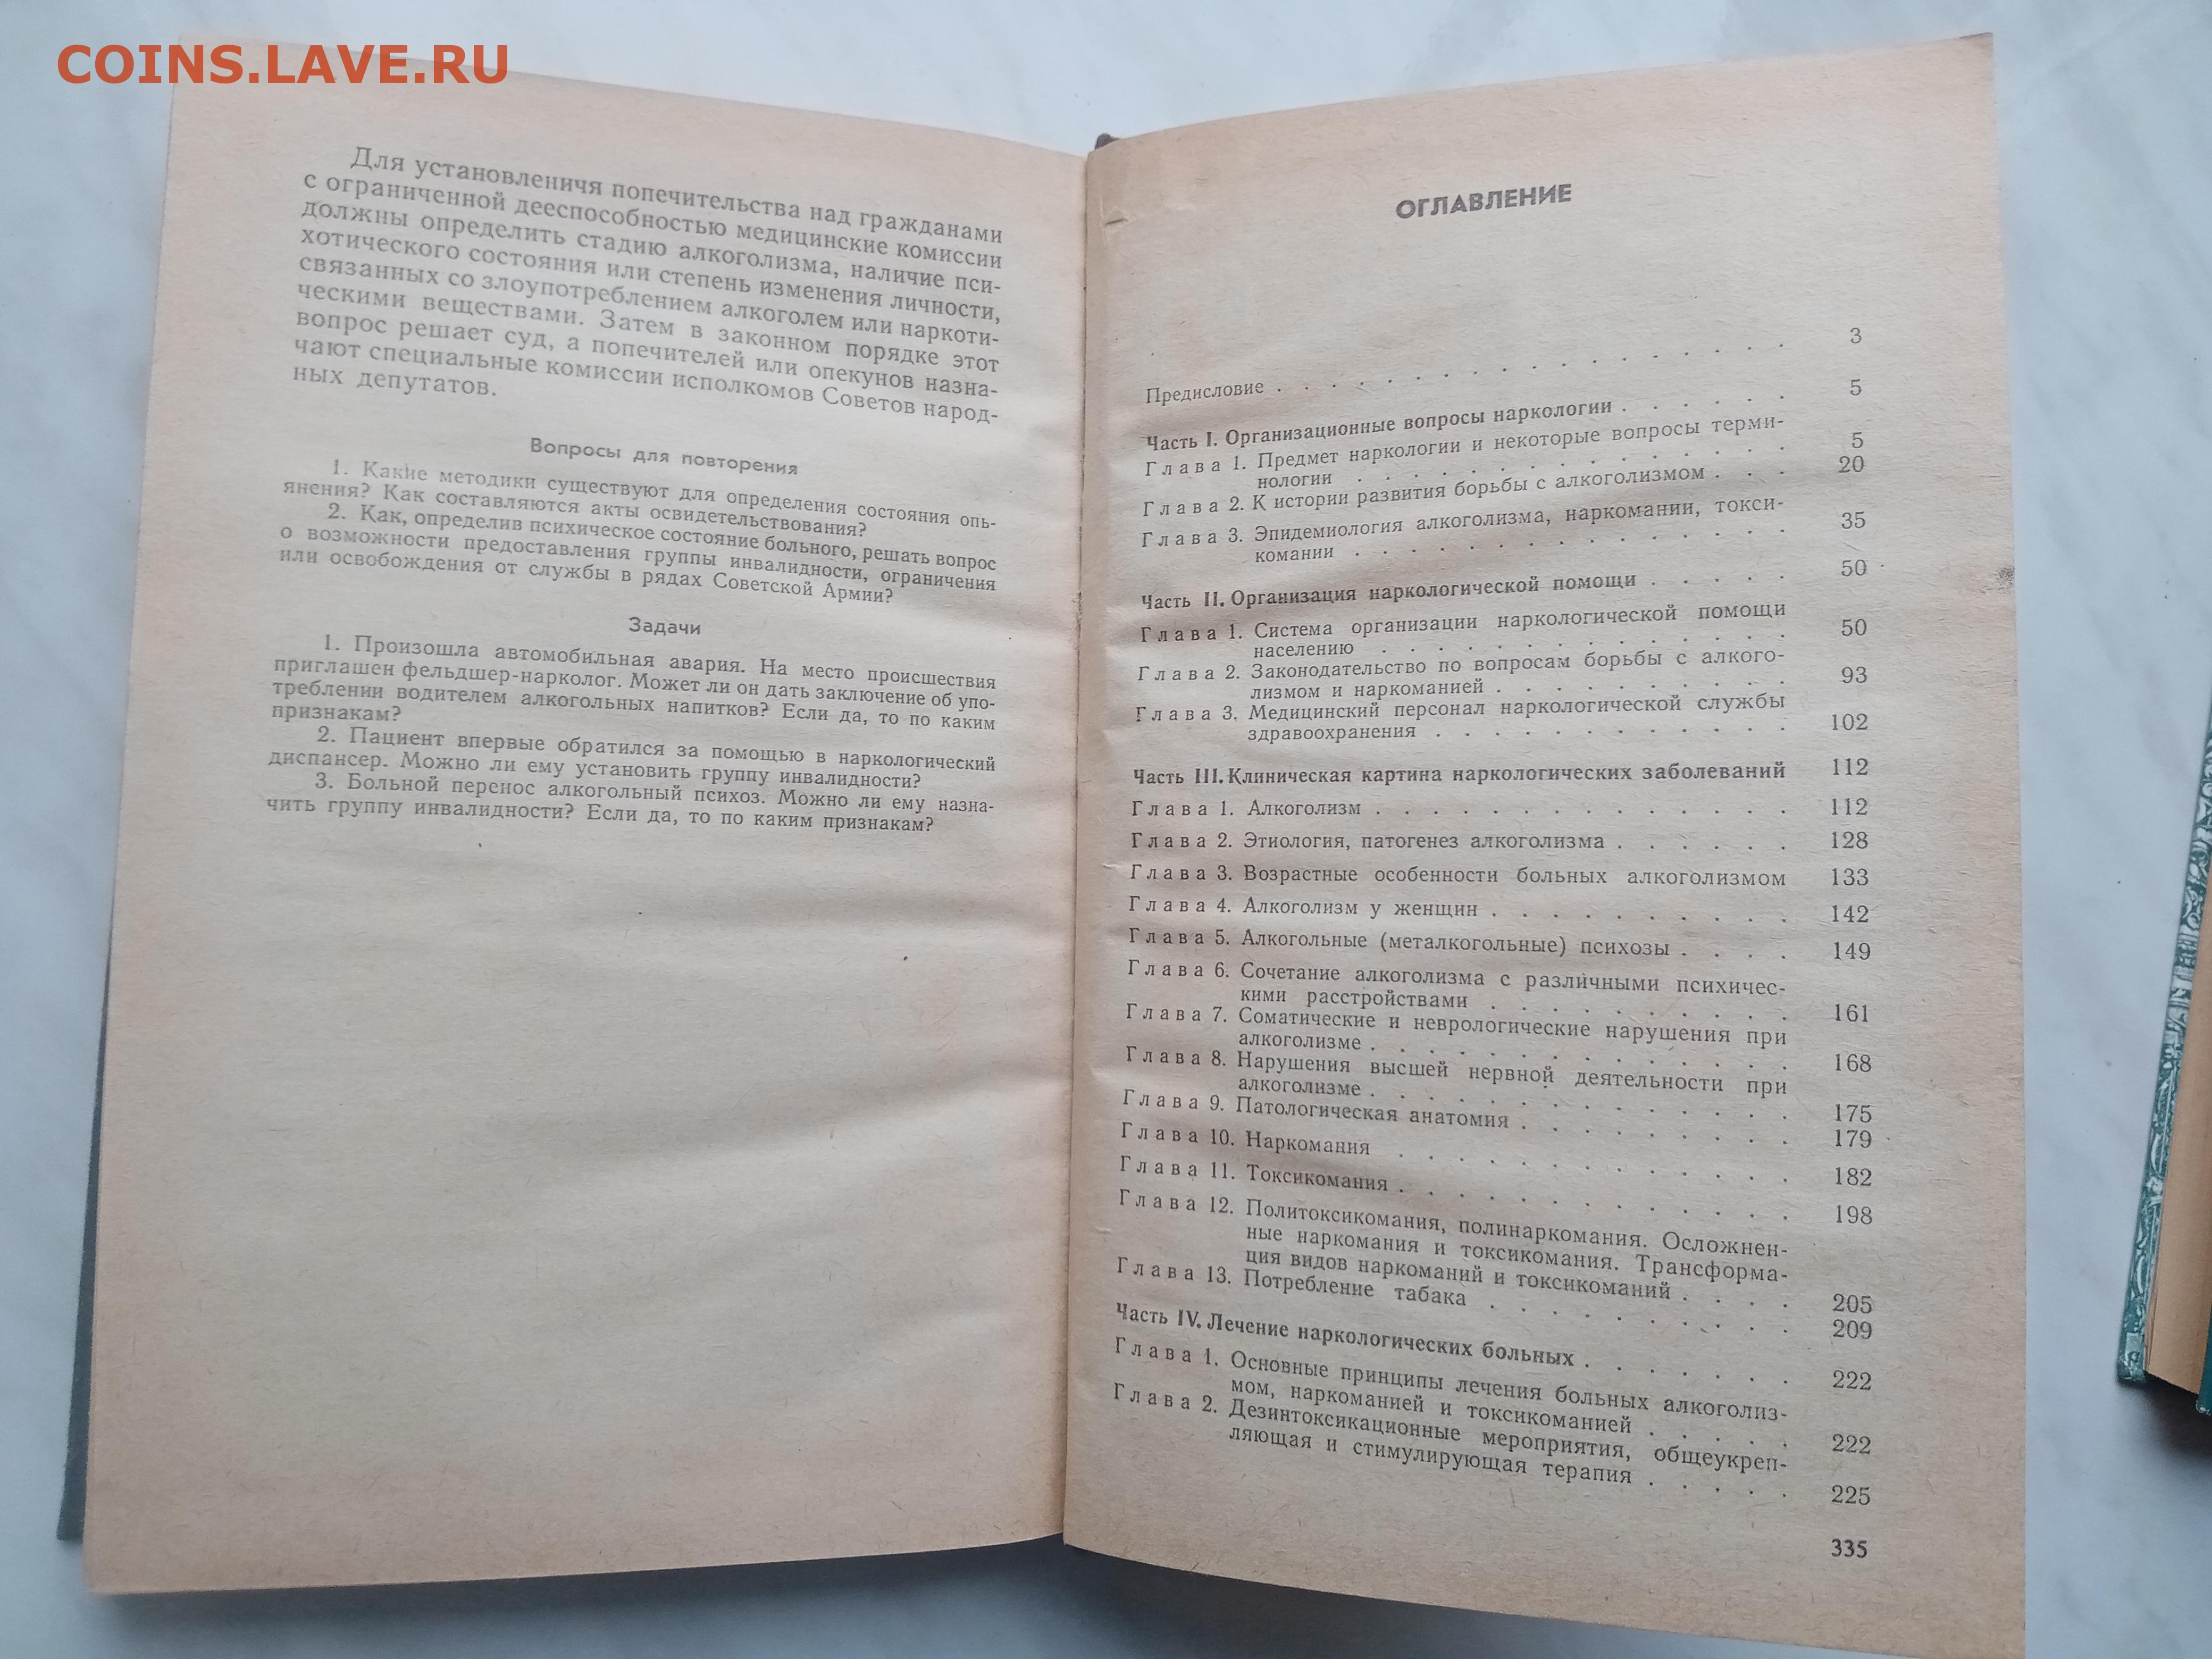 COINS.LAVE.RU
Для установленичя попечительства над гражданами
с ограниченной дееспособностью медицинские комиссии
должны определить стадию алкоголизма, наличие пси-
хотического состояния или степень изменения личности,
связанных со злоупотреблением алкоголем или наркоти-
ческими веществами. Затем в законном порядке этот
вопрос решает суд, а попечителей или опекунов назна-
чают специальные комиссии исполкомов Советов народ-
ных депутатов.
Вопросы для повторения
1. Какие методики существуют для определения состояния опь-
янения? Как составляются акты освидетельствования?
2. Как, определив психическое состояние больного, решать вопрос
о возможности предоставления группы инвалидности, ограничения
или освобождения от службы в рядах Советской Армии?
Задачи
1. Произошла автомобильная авария. На место происшествия
приглашен фельдшер-нарколог. Может ли он дать заключение об упо-
треблении водителем алкогольных напитков? Если да, то по каким
признакам?
2. Пациент впервые обратился за помощью в наркологический
диспансер. Можно ли ему установить группу инвалидности?
3. Больной перенос алкогольный психоз. Можно ли ему назна-
чить группу инвалидности? Если да, то по каким признакам?
ОГЛАВЛЕНИЕ
Предисловие . . . . . . . . . . . . . . . . . . 3
Часть I. Организационные вопросы наркологии . . . . . . 5
Глава 1. Предмет наркологии и некоторые вопросы терми-
нологии . . . . . . . . . . . . . . . 5
Глава 2. К истории развития борьбы с алкоголизмом . . . 20
Глава 3. Эпидемиология алкоголизма, наркомании, токси-
комании . . . . . . . . . . . . . . . 35
Часть II. Организация наркологической помощи . . . . . 50
Глава 1. Система организации наркологической помощи
населению . . . . . . . . . . . . . . 50
Глава 2. Законодательство по вопросам борьбы с алкого-
лизмом и наркоманией . . . . . . . . . . 93
Глава 3. Медицинский персонал наркологической службы
здравоохранения . . . . . . . . . . . . 102
Часть III. Клиническая картина наркологических заболеваний 112
Глава 1. Алкоголизм . . . . . . . . . . . . . . 112
Глава 2. Этиология, патогенез алкоголизма . . . . . . 128
Глава 3. Возрастные особенности больных алкоголизмом 133
Глава 4. Алкоголизм у женщин . . . . . . . . . . 142
Глава 5. Алкогольные (металкогольные) психозы . . . . 149
Глава 6. Сочетание алкоголизма с различными психичес-
кими расстройствами . . . . . . . . . . 161
Глава 7. Соматические и неврологические нарушения при
алкоголизме . . . . . . . . . . . . . . 168
Глава 8. Нарушения высшей нервной деятельности при
алкоголизме . . . . . . . . . . . . . . 175
Глава 9. Патологическая анатомия . . . . . . . . . 179
Глава 10. Наркомания . . . . . . . . . . . . . 182
Глава 11. Токсикомания . . . . . . . . . . . . . 198
Глава 12. Политоксикомания, полинаркомания. Осложнен-
ные наркомания и токсикомания. Трансформа-
ция видов наркоманий и токсикоманий . . . . 205
Глава 13. Потребление табака . . . . . . . . . . 209
Часть IV. Лечение наркологических больных . . . . . . . 222
Глава 1. Основные принципы лечения больных алкоголиз-
мом, наркоманией и токсикоманией . . . . . 222
Глава 2. Дезинтоксикационные мероприятия, общеукреп-
ляющая и стимулирующая терапия . . . . . 225
335